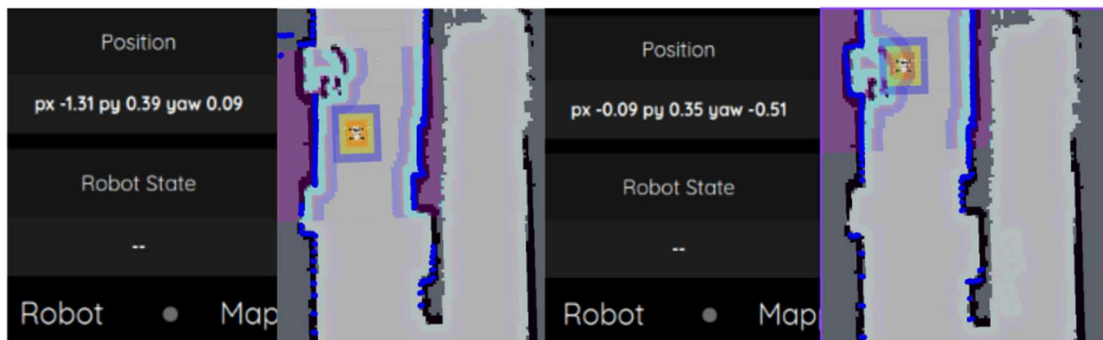 Position
px -1.31 py 0.39 yaw 0.09
Robot State
--
Robot
Map
Position
px -0.09 py 0.35 yaw -0.51
Robot State
--
Robot
Map